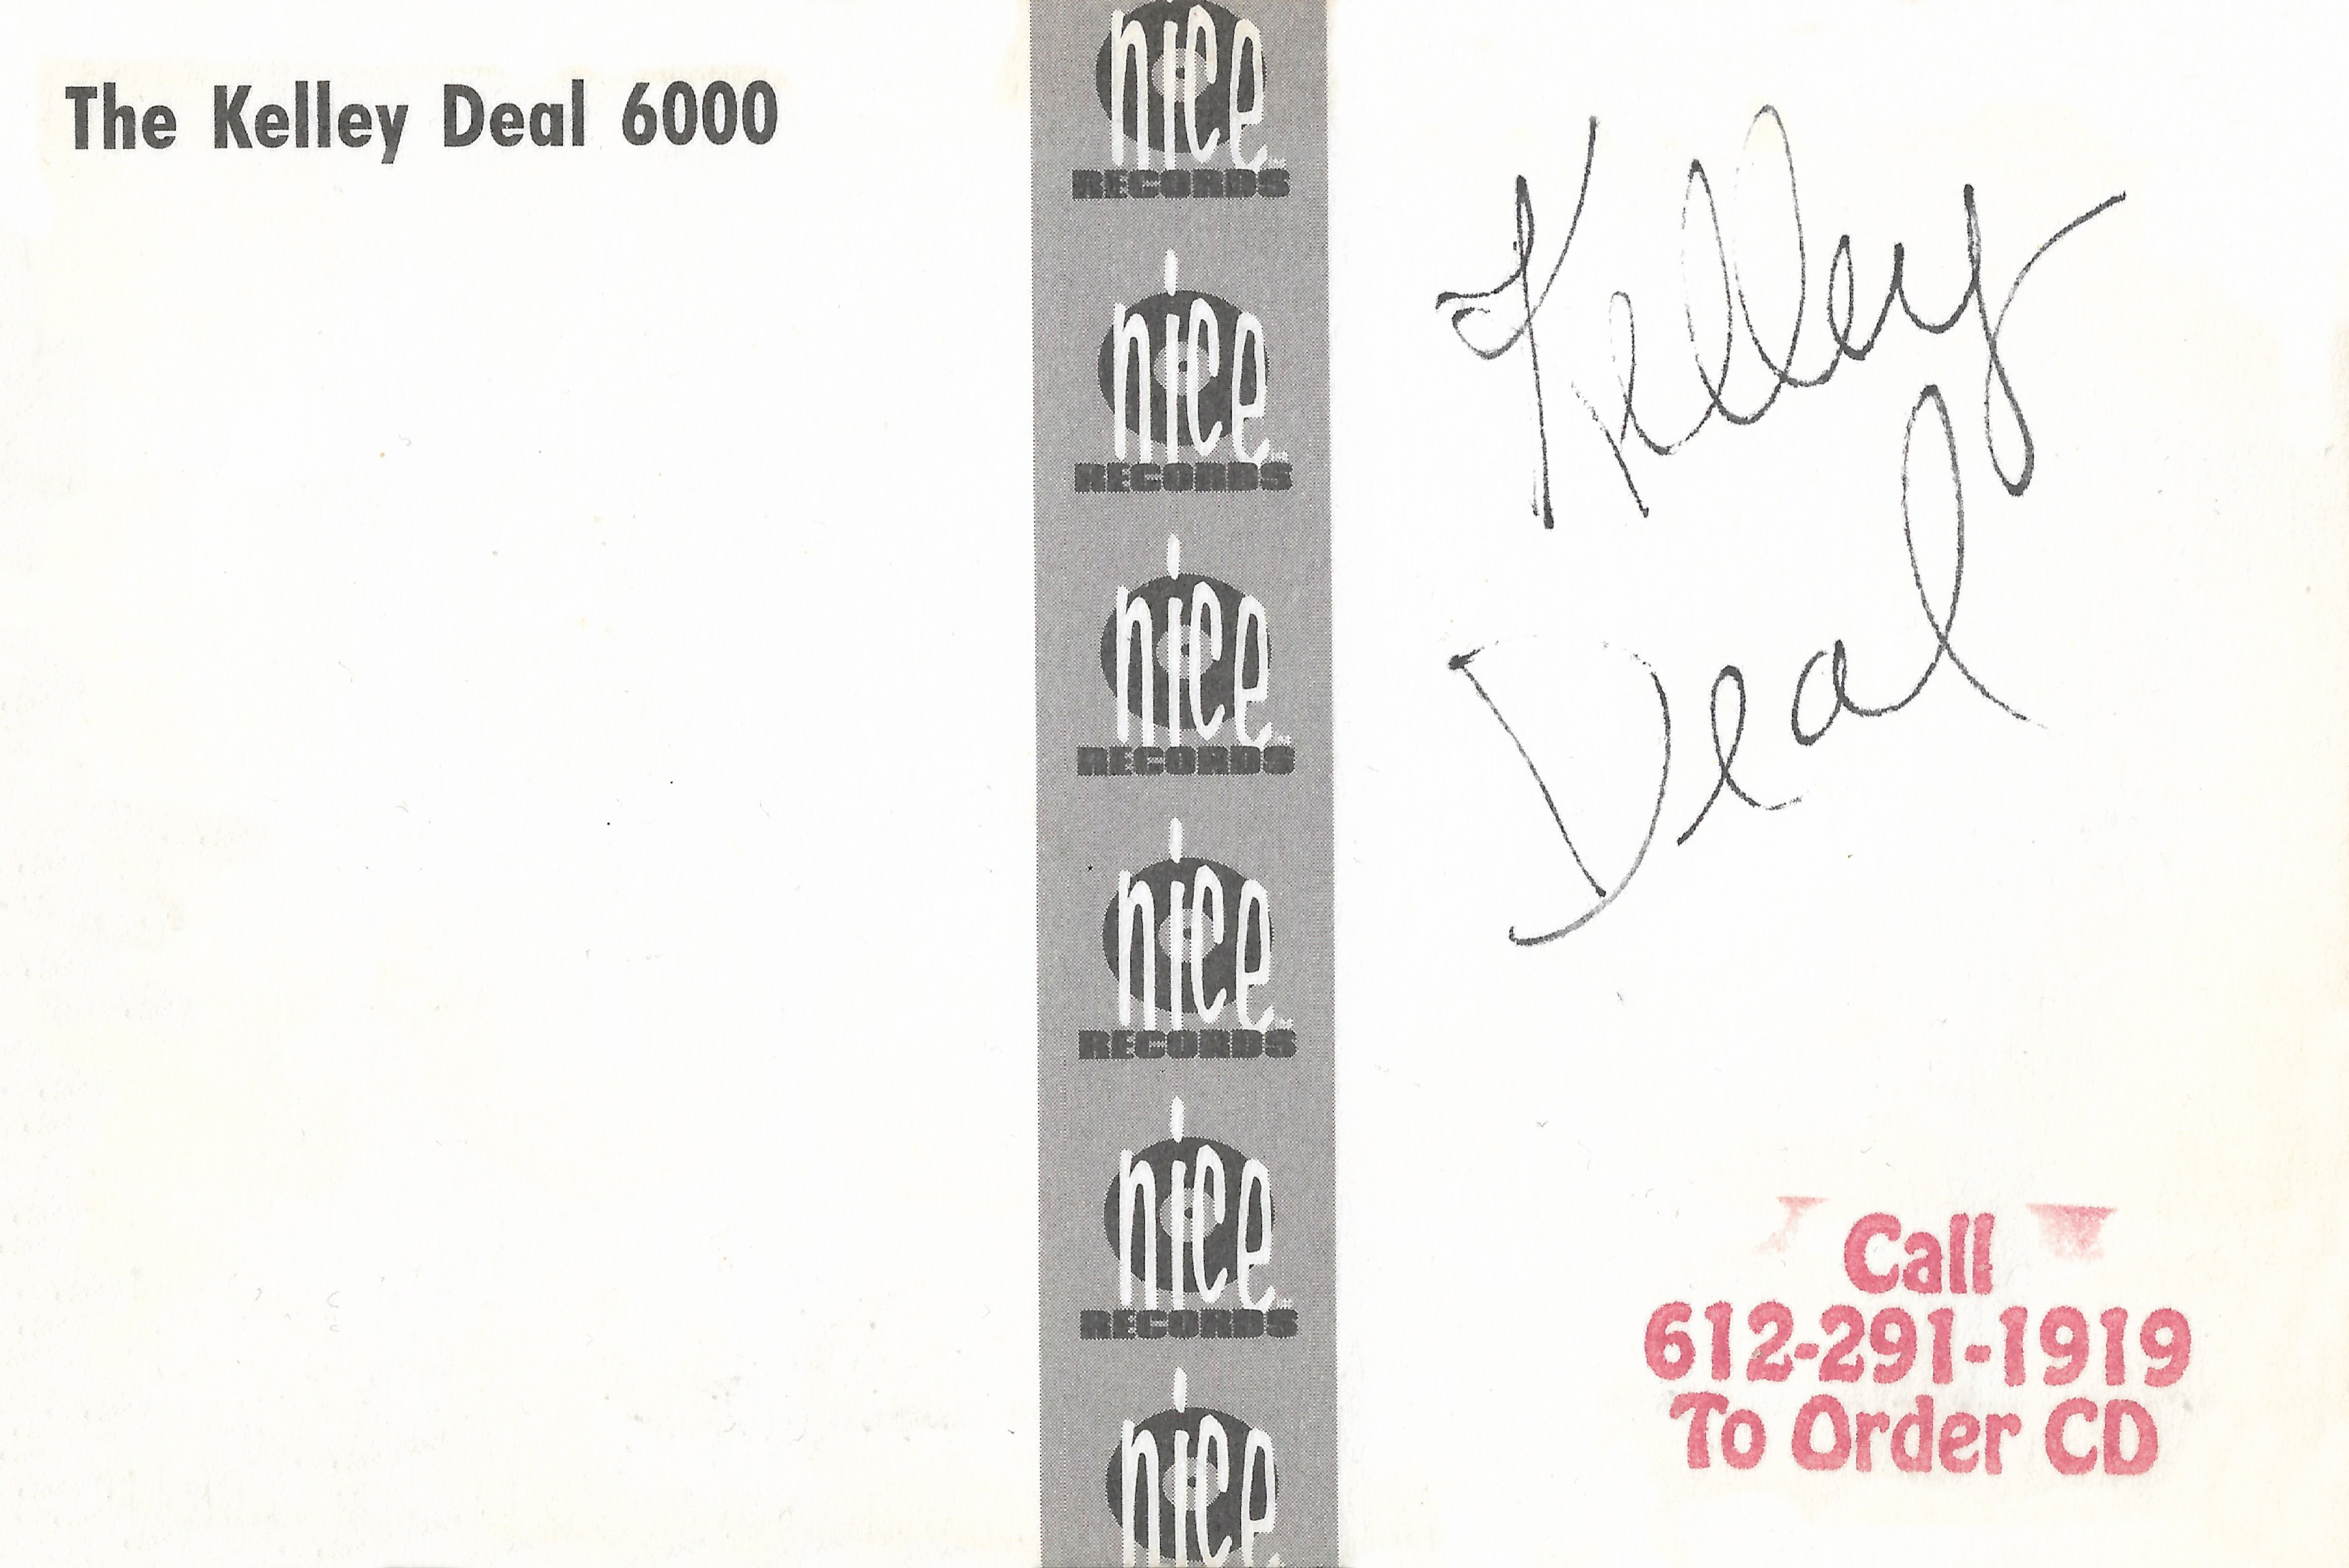 The Kelley Deal 6000
nice
RECORDS
nice
RECORDS
nice
RECORDS
nice
RECORDS
nice
RECORDS
nice
Kelley
Deal
Call
612-291-1919
To Order CD